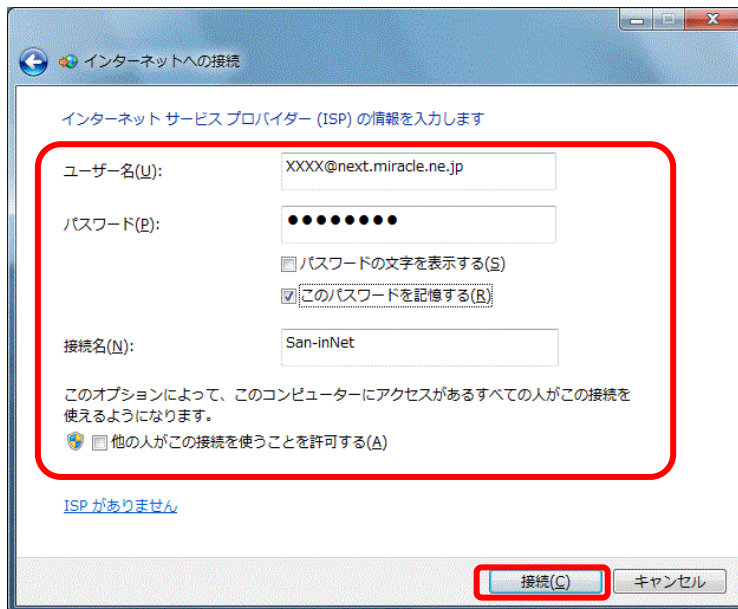 インターネットへの接続
インターネット サービス プロバイダー (ISP) の情報を入力します
ユーザー名(U):
XXXX@next.miracle.ne.jp
パスワード(P):
●●●●●●●●
パスワードの文字を表示する(S)
このパスワードを記憶する(R)
接続名(N):
San-inNet
このオプションによって、このコンピューターにアクセスがあるすべての人がこの接続を
使えるようになります。
他の人がこの接続を使うことを許可する(A)
ISP がありません
接続(C)
キャンセル